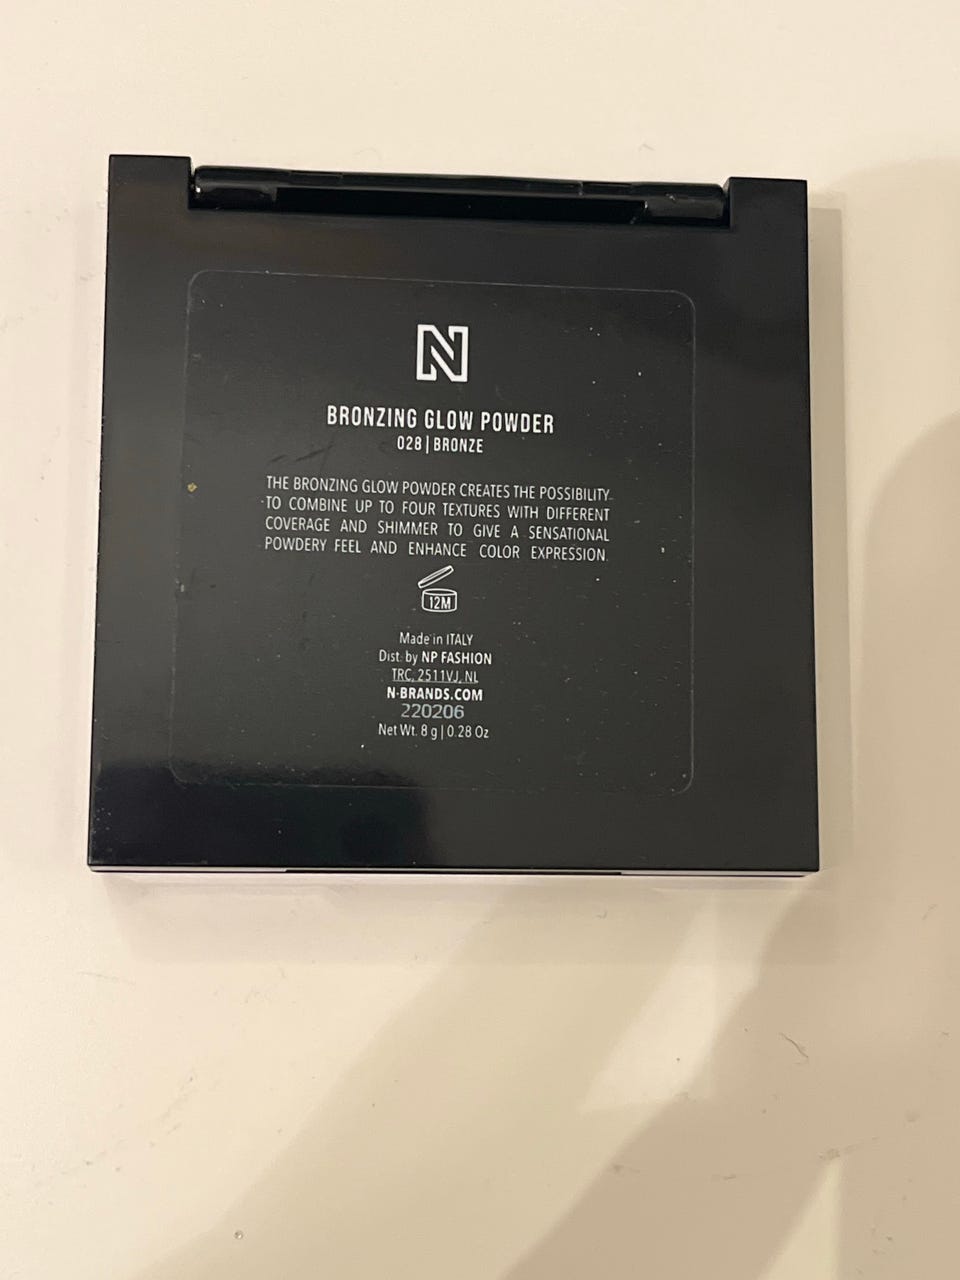 N
BRONZING GLOW POWDER
028 | BRONZE
THE BRONZING GLOW POWDER CREATES THE POSSIBILITY
TO COMBINE UP TO FOUR TEXTURES WITH DIFFERENT
COVERAGE AND SHIMMER TO GIVE A SENSATIONAL
POWDERY FEEL AND ENHANCE COLOR EXPRESSION.
12M
Made in ITALY
Dist. by NP FASHION
TRC, 2511VJ, NL
N-BRANDS.COM
220206
Net Wt. 8 g | 0.28 Oz